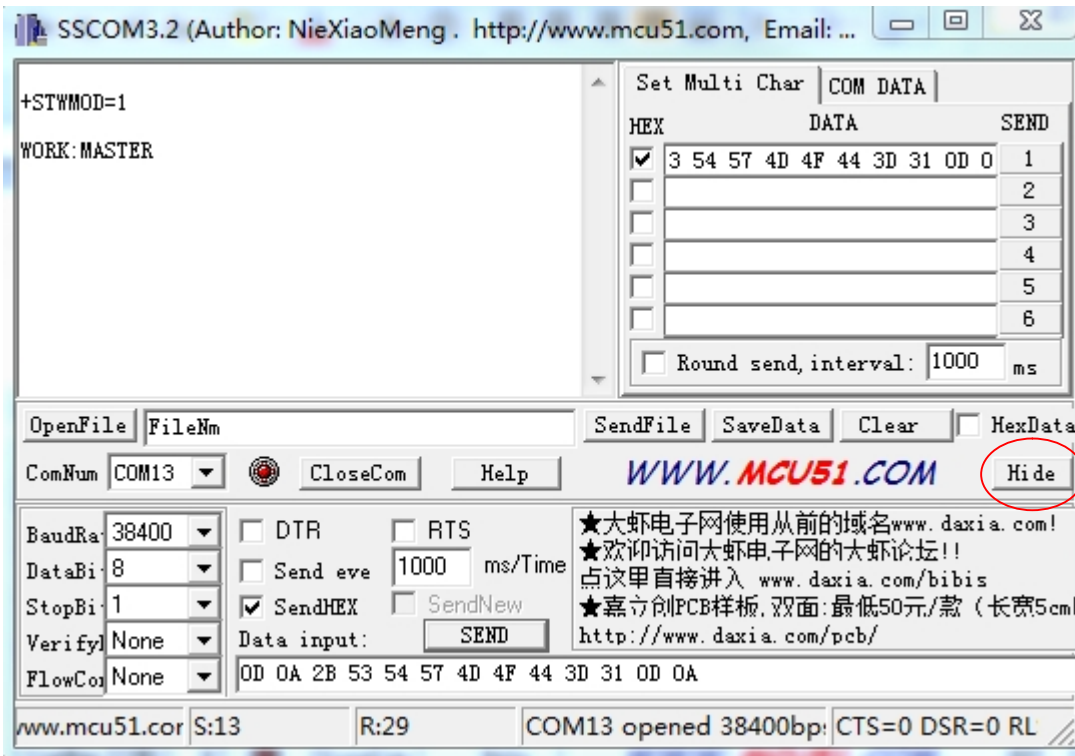 SSCOM3.2 (Author: NieXiaoMeng . http://www.mcu51.com, Email: ...
+STWMOD=1
WORK:MASTER
Set Multi Char COM DATA
HEX DATA SEND
3 54 57 4D 4F 44 3D 31 0D 0 1
2
3
4
5
6
Round send,interval: 1000 ms
OpenFile FileNm SendFile SaveData Clear HexData
ComNum COM13 CloseCom Help WWW.MCU51.COM Hide
BaudRa 38400 DTR RTS
DataBi 8 Send eve 1000 ms/Time
StopBi 1 SendHEX SendNew
Verify None Data input: SEND
FlowCo None 0D 0A 2B 53 54 57 4D 4F 44 3D 31 0D 0A
★大虾电子网使用从前的域名www.daxia.com!
★欢迎访问大虾电子网的大虾论坛!!
点这里直接进入 www.daxia.com/bibis
★嘉立创PCB样板,双面:最低50元/款（长宽5cm
http://www.daxia.com/pcb/
www.mcu51.cor S:13 R:29 COM13 opened 38400bp: CTS=0 DSR=0 RL